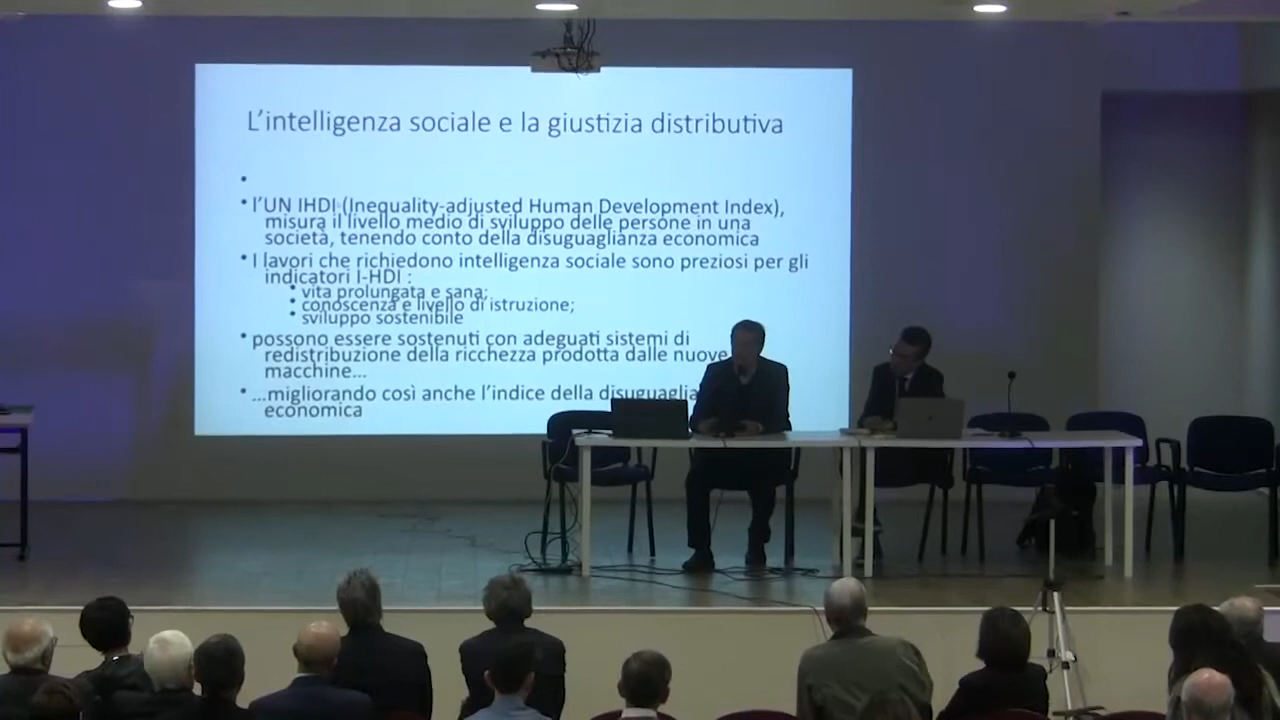 L'intelligenza sociale e la giustizia distributiva
•
• l'UN IHDI (Inequality-adjusted Human Development Index),
misura il livello medio di sviluppo delle persone in una
società, tenendo conto della disuguaglianza economica
• I lavori che richiedono intelligenza sociale sono preziosi per gli
indicatori I-HDI :
• vita prolungata e sana;
• conoscenza e livello di istruzione;
• sviluppo sostenibile
• possono essere sostenuti con adeguati sistemi di
redistribuzione della ricchezza prodotta dalle nuove
macchine...
• ...migliorando così anche l'indice della
economica